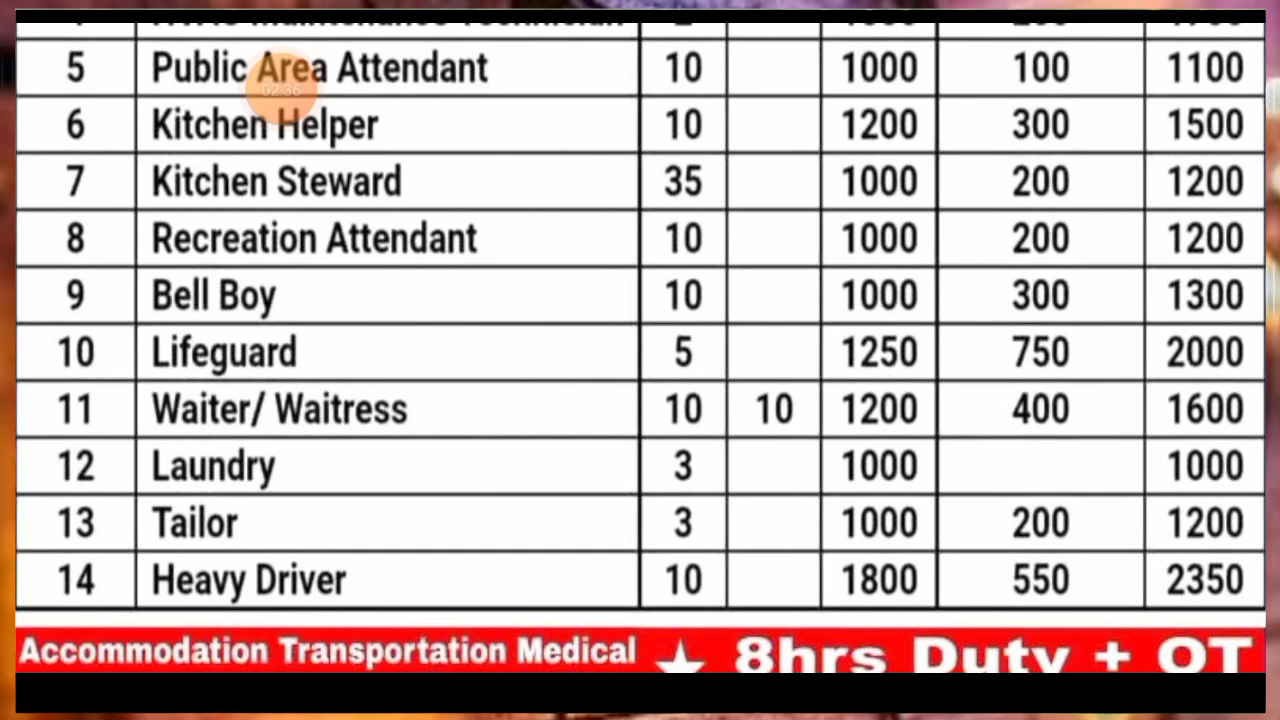 5 Public Area Attendant 10 1000 100 1100
02:36
6 Kitchen Helper 10 1200 300 1500
7 Kitchen Steward 35 1000 200 1200
8 Recreation Attendant 10 1000 200 1200
9 Bell Boy 10 1000 300 1300
10 Lifeguard 5 1250 750 2000
11 Waiter/ Waitress 10 10 1200 400 1600
12 Laundry 3 1000 1000
13 Tailor 3 1000 200 1200
14 Heavy Driver 10 1800 550 2350
Accommodation Transportation Medical 8hrs Duty + OT